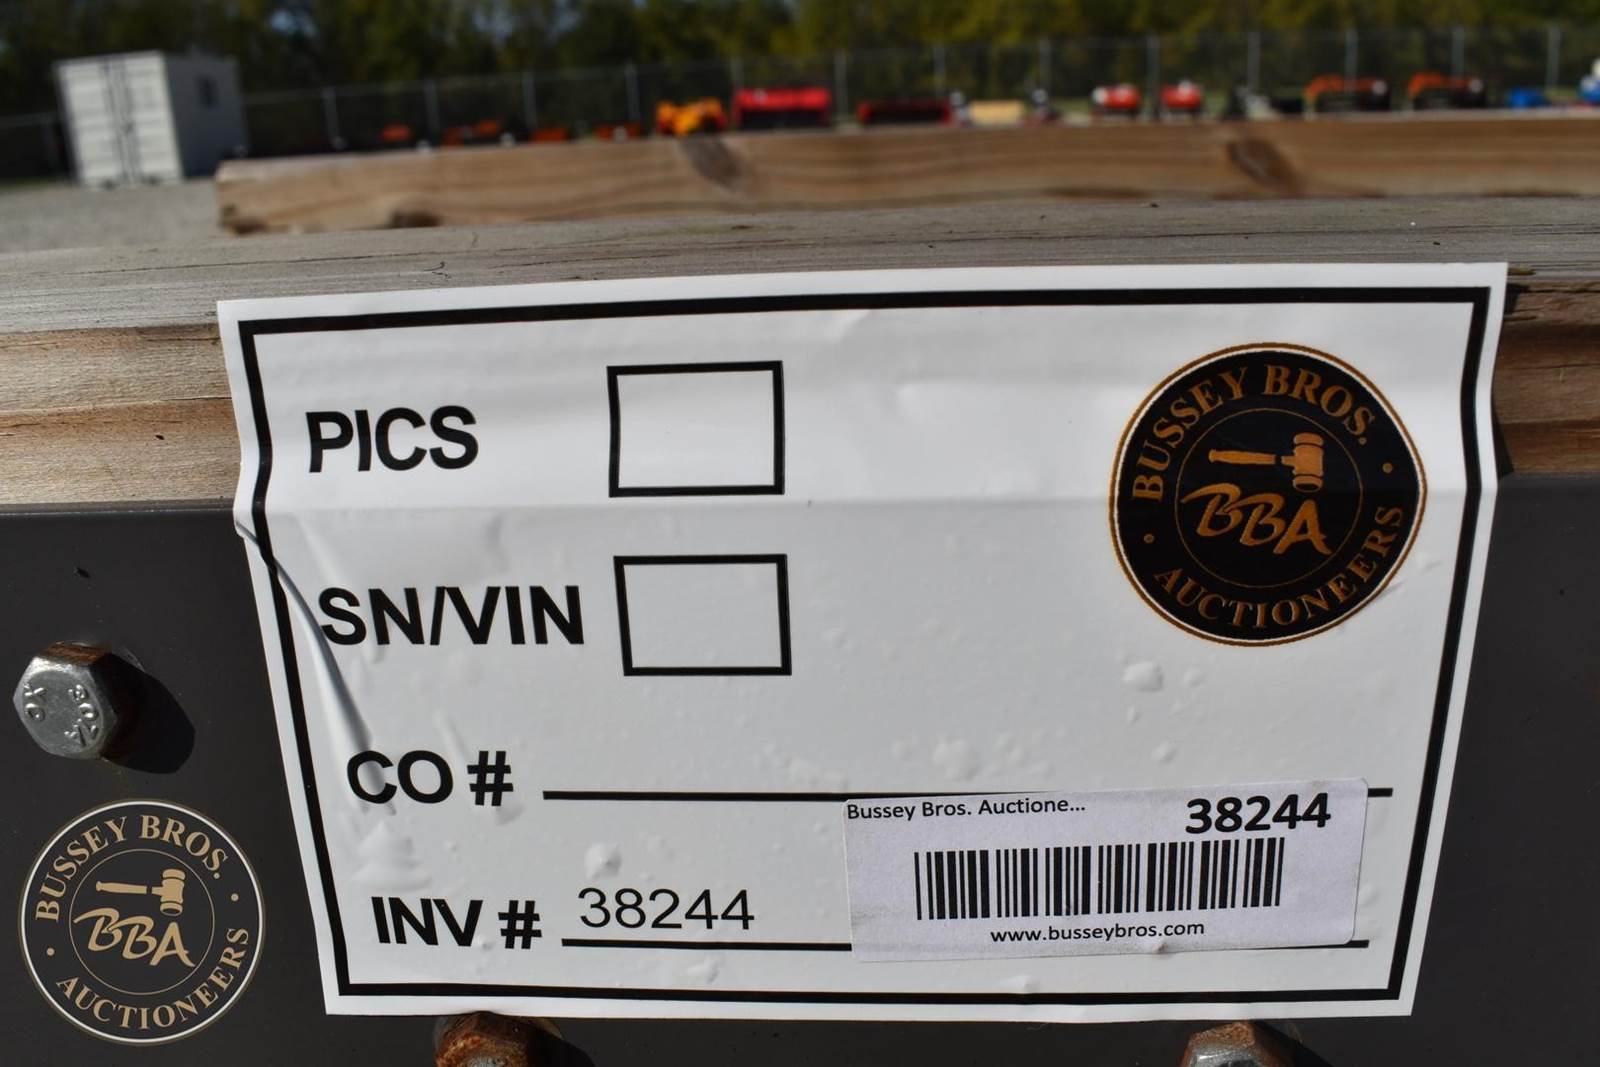 PICS
BUSSEY BROS.
BBA
AUCTIONEERS
SN/VIN
CO #
Bussey Bros. Auctione...
38244
INV # 38244
www.busseybros.com
BUSSEY BROS.
BBA
AUCTIONEERS